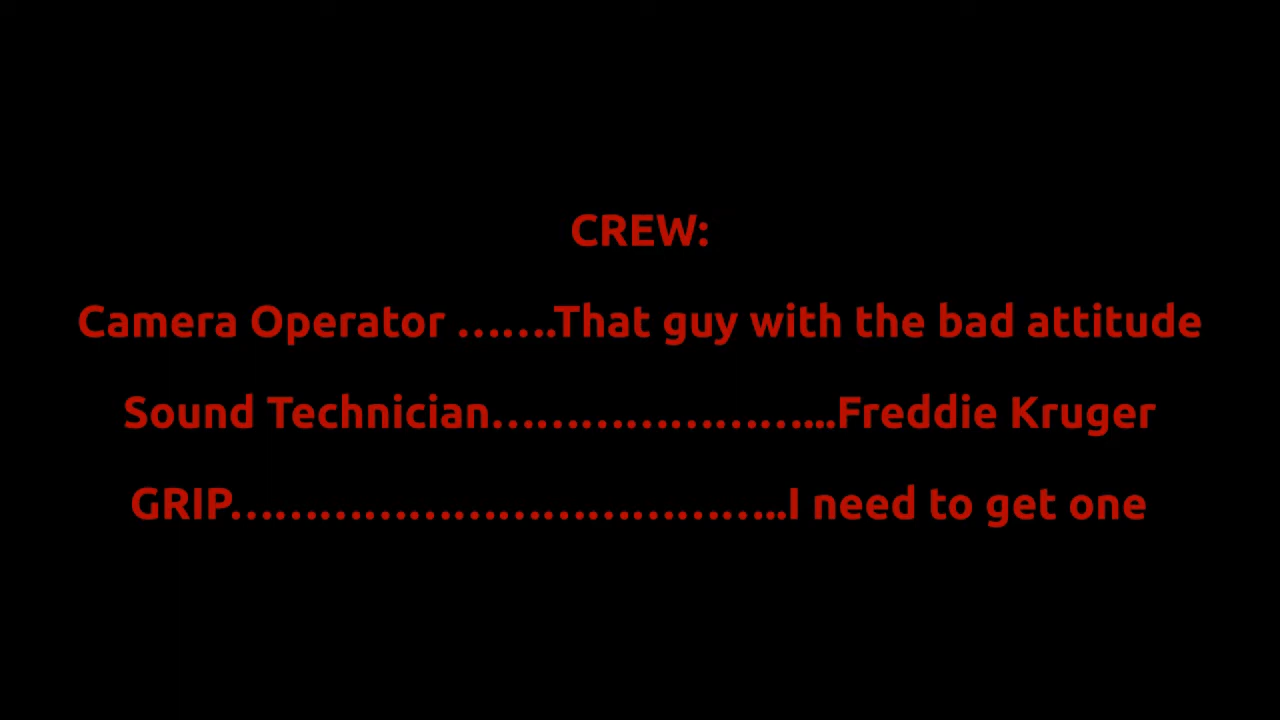 CREW:
Camera Operator …….That guy with the bad attitude
Sound Technician…………………...Freddie Kruger
GRIP………………………………..I need to get one